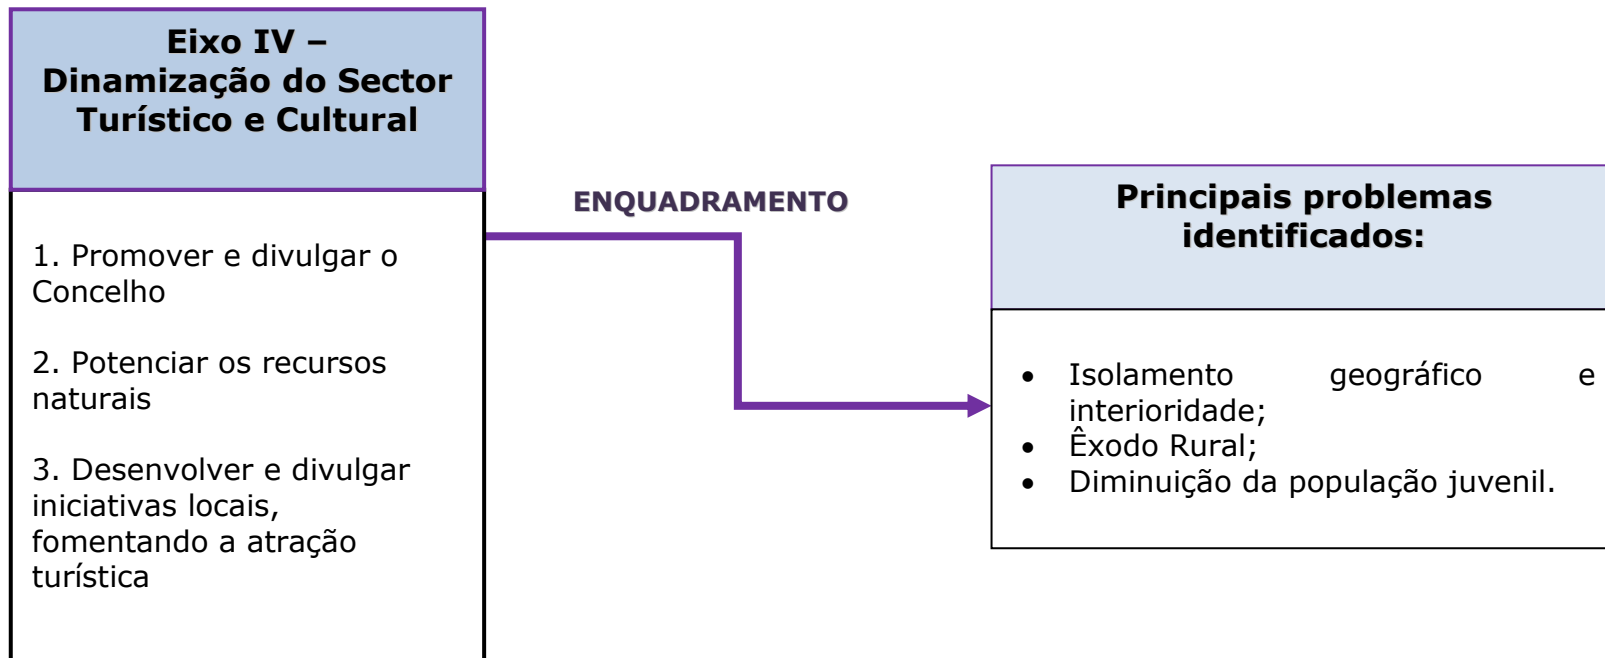 Eixo IV –
Dinamização do Sector
Turístico e Cultural
1. Promover e divulgar o
Concelho
2. Potenciar os recursos
naturais
3. Desenvolver e divulgar
iniciativas locais,
fomentando a atração
turística
ENQUADRAMENTO
Principais problemas
identificados:
• Isolamento geográfico e
interioridade;
• Êxodo Rural;
• Diminuição da população juvenil.